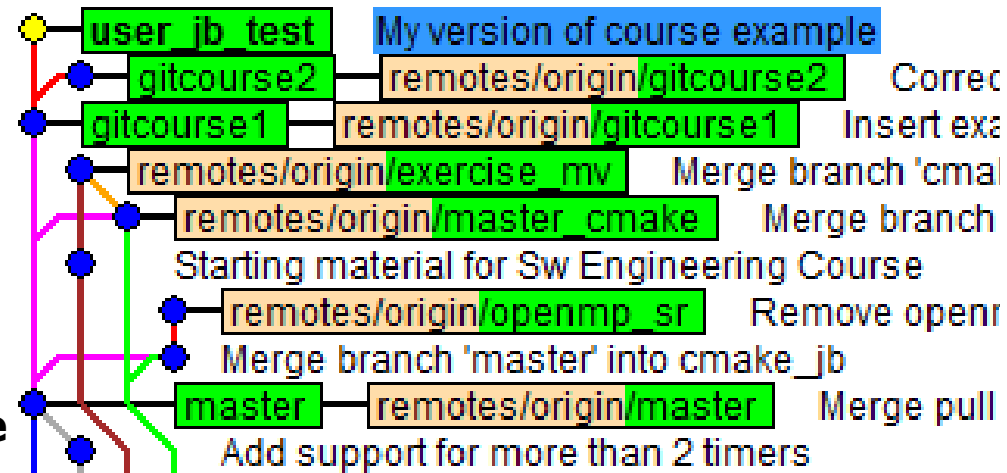 user_jb_test My version of course example
gitcourse2 remotes/origin/gitcourse2
gitcourse1 remotes/origin/gitcourse1 Insert
remotes/origin/exercise_mv Merge branch
remotes/origin/master_cmake Merge branch
Starting material for Sw Engineering Course
remotes/origin/openmp_sr Remove
Merge branch 'master' into cmake_jb
master remotes/origin/master Merge pull
Add support for more than 2 timers